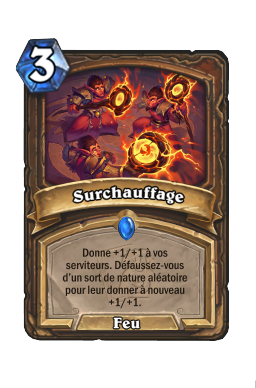 3
Surchauffage
Donne +1/+1 à vos
serviteurs. Défaussez-vous
d'un sort de nature aléatoire
pour leur donner à nouveau
+1/+1.
Feu